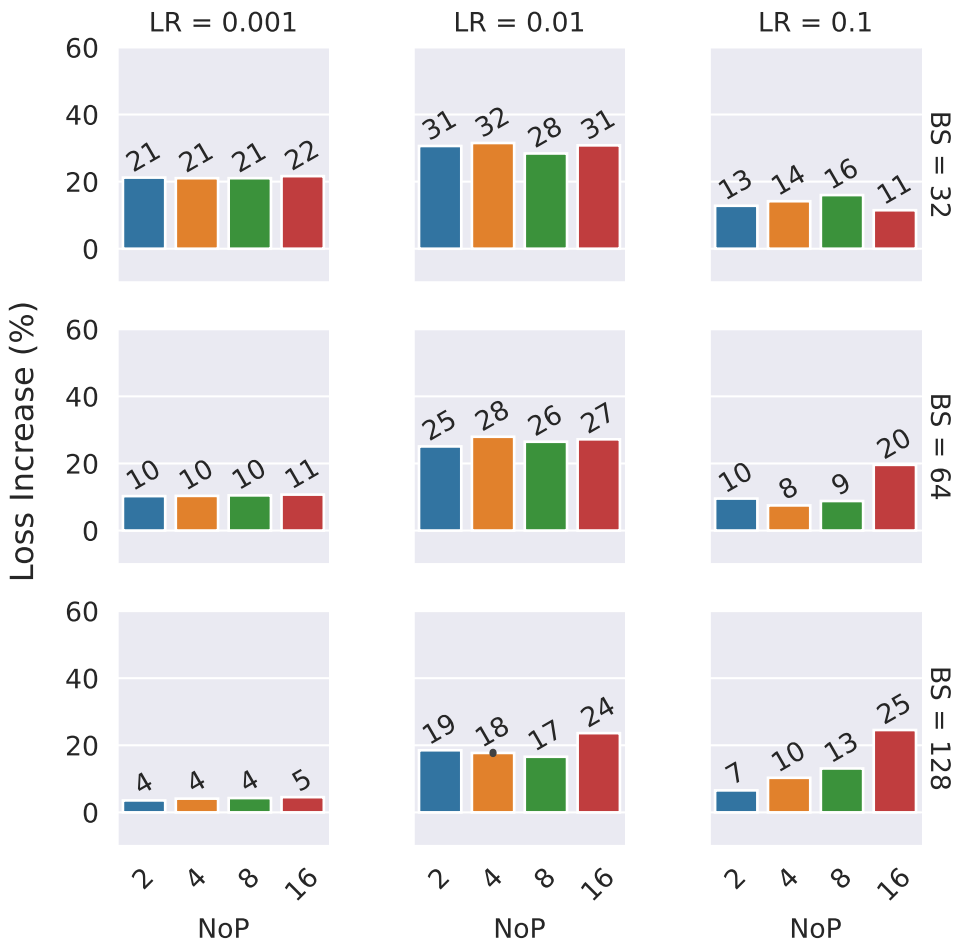 LR = 0.001 LR = 0.01 LR = 0.1
60
40
20
0
21 21 21 22
31 32 28 31
13 14 16 11
BS = 32
Loss Increase (%)
60
40
20
0
10 10 10 11
25 28 26 27
10 8 9 20
BS = 64
60
40
20
0
4 4 4 5
19 18 17 24
7 10 13 25
BS = 128
2 4 8 16 2 4 8 16 2 4 8 16
NoP NoP NoP